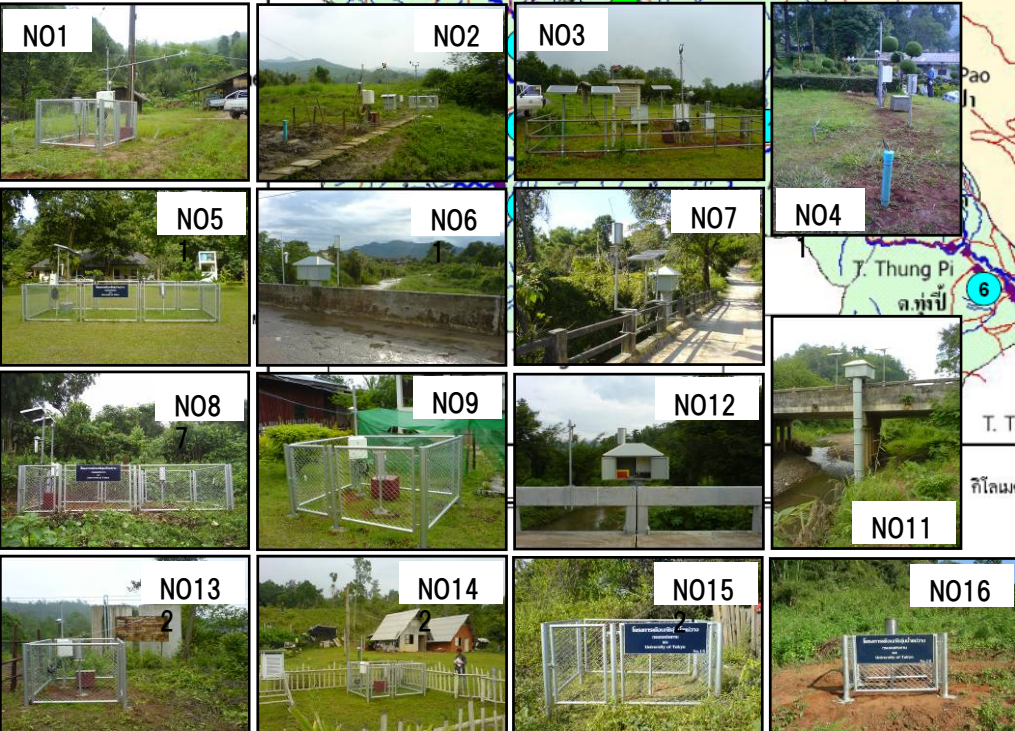 NO1
NO2
NO3
NO4
1
Pao
NO5
1
NO6
1
NO7
T. Thung Pi
ต.ทุ่งปี้
6
NO8
7
NO9
NO12
NO11
T. T
กิโลเม
NO13
2
NO14
2
NO15
2
University of Tokyo
NO16
University of Tokyo